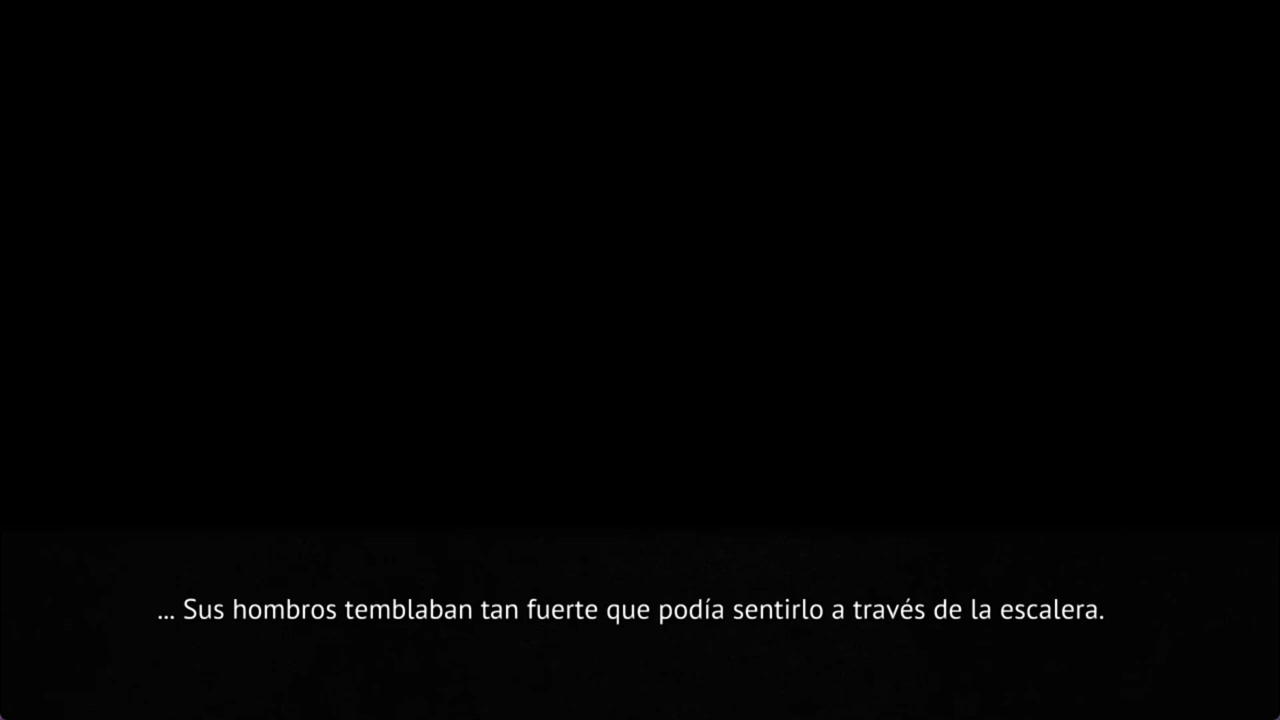 ... Sus hombros temblaban tan fuerte que podía sentirlo a través de la escalera.